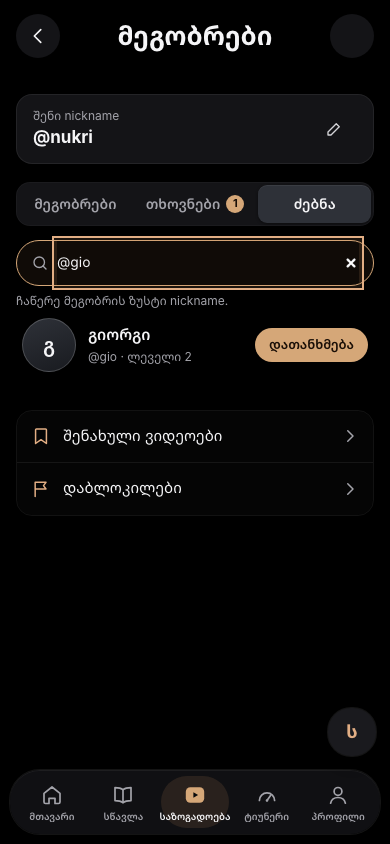 მეგობრები
შენი nickname
@nukri
მეგობრები თხოვნები 1 ძებნა
@gio
ჩაწერე მეგობრის ზუსტი nickname.
გ
გიორგი
@gio · ლეველი 2
დათანხმება
შენახული ვიდეოები
დაბლოკილები
ს
მთავარი სწავლა საზოგადოება ტიუნერი პროფილი